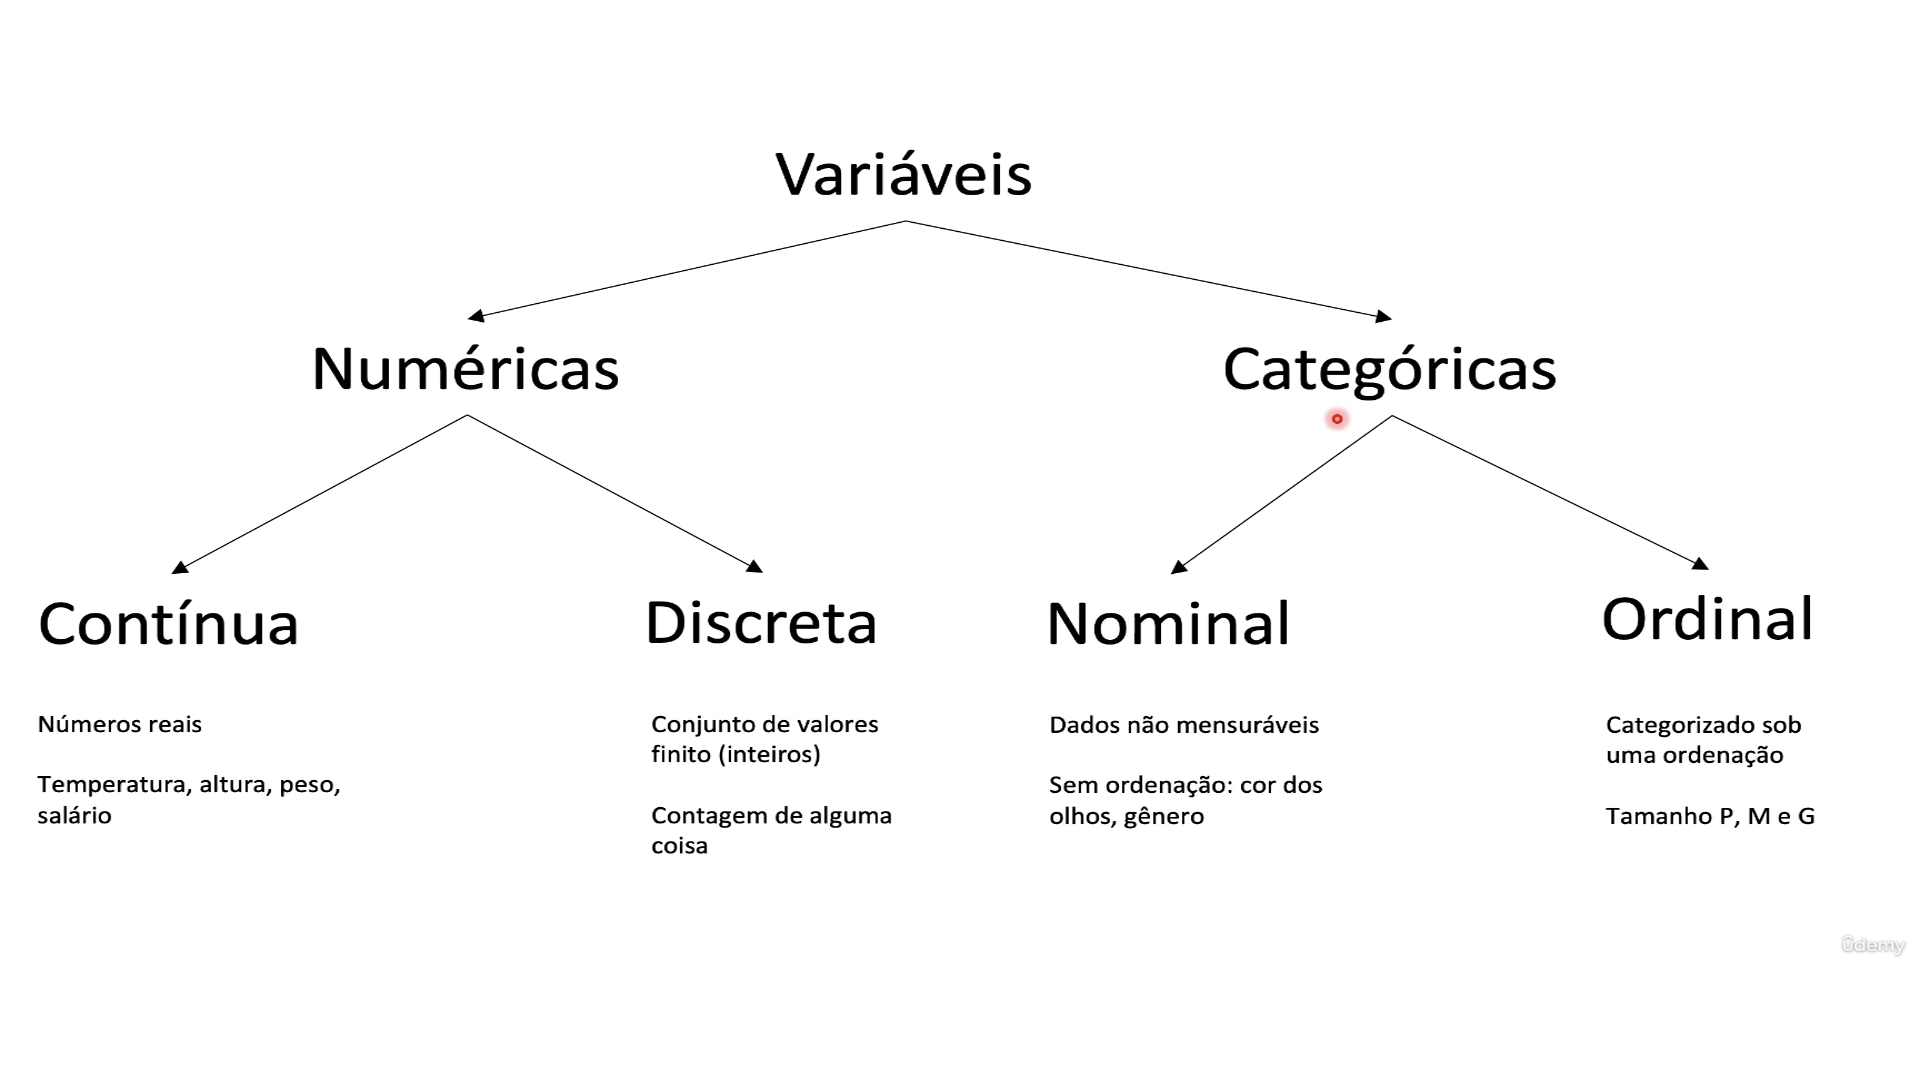 Variáveis
Numéricas
Categóricas
Contínua
Números reais
Temperatura, altura, peso,
salário
Discreta
Conjunto de valores
finito (inteiros)
Contagem de alguma
coisa
Nominal
Dados não mensuráveis
Sem ordenação: cor dos
olhos, gênero
Ordinal
Categorizado sob
uma ordenação
Tamanho P, M e G
ûdemy